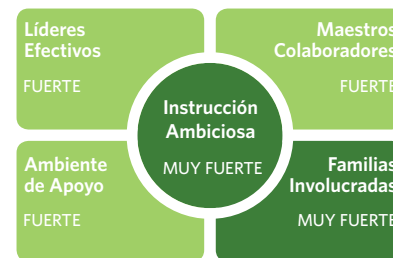 Líderes
Efectivos
FUERTE
Maestros
Colaboradores
FUERTE
Instrucción
Ambiciosa
MUY FUERTE
Ambiente
de Apoyo
FUERTE
Familias
Involucradas
MUY FUERTE